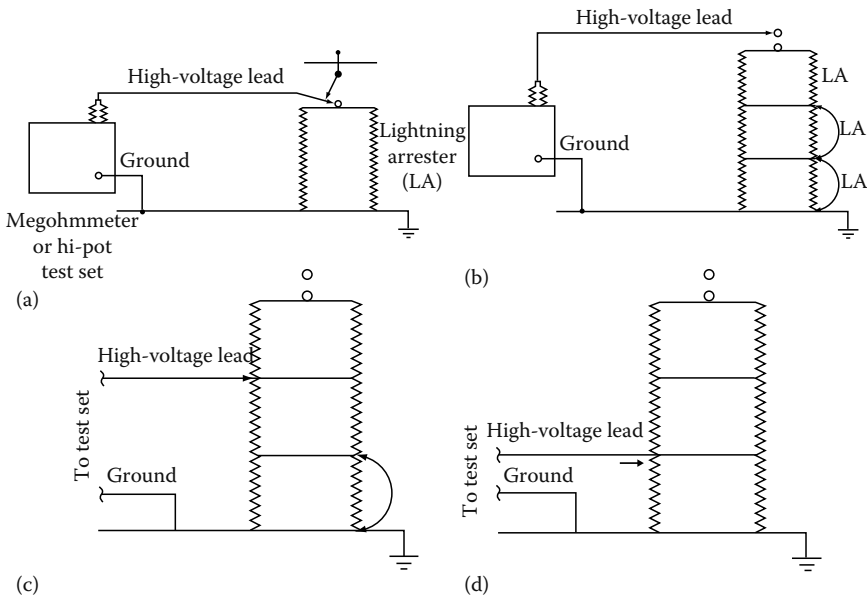 High-voltage lead
Ground
Lightning
arrester
(LA)
Megohmmeter
or hi-pot
test set
(a)
High-voltage lead
LA
LA
LA
Ground
(b)
High-voltage lead
To test set
Ground
(c)
High-voltage lead
To test set
Ground
(d)